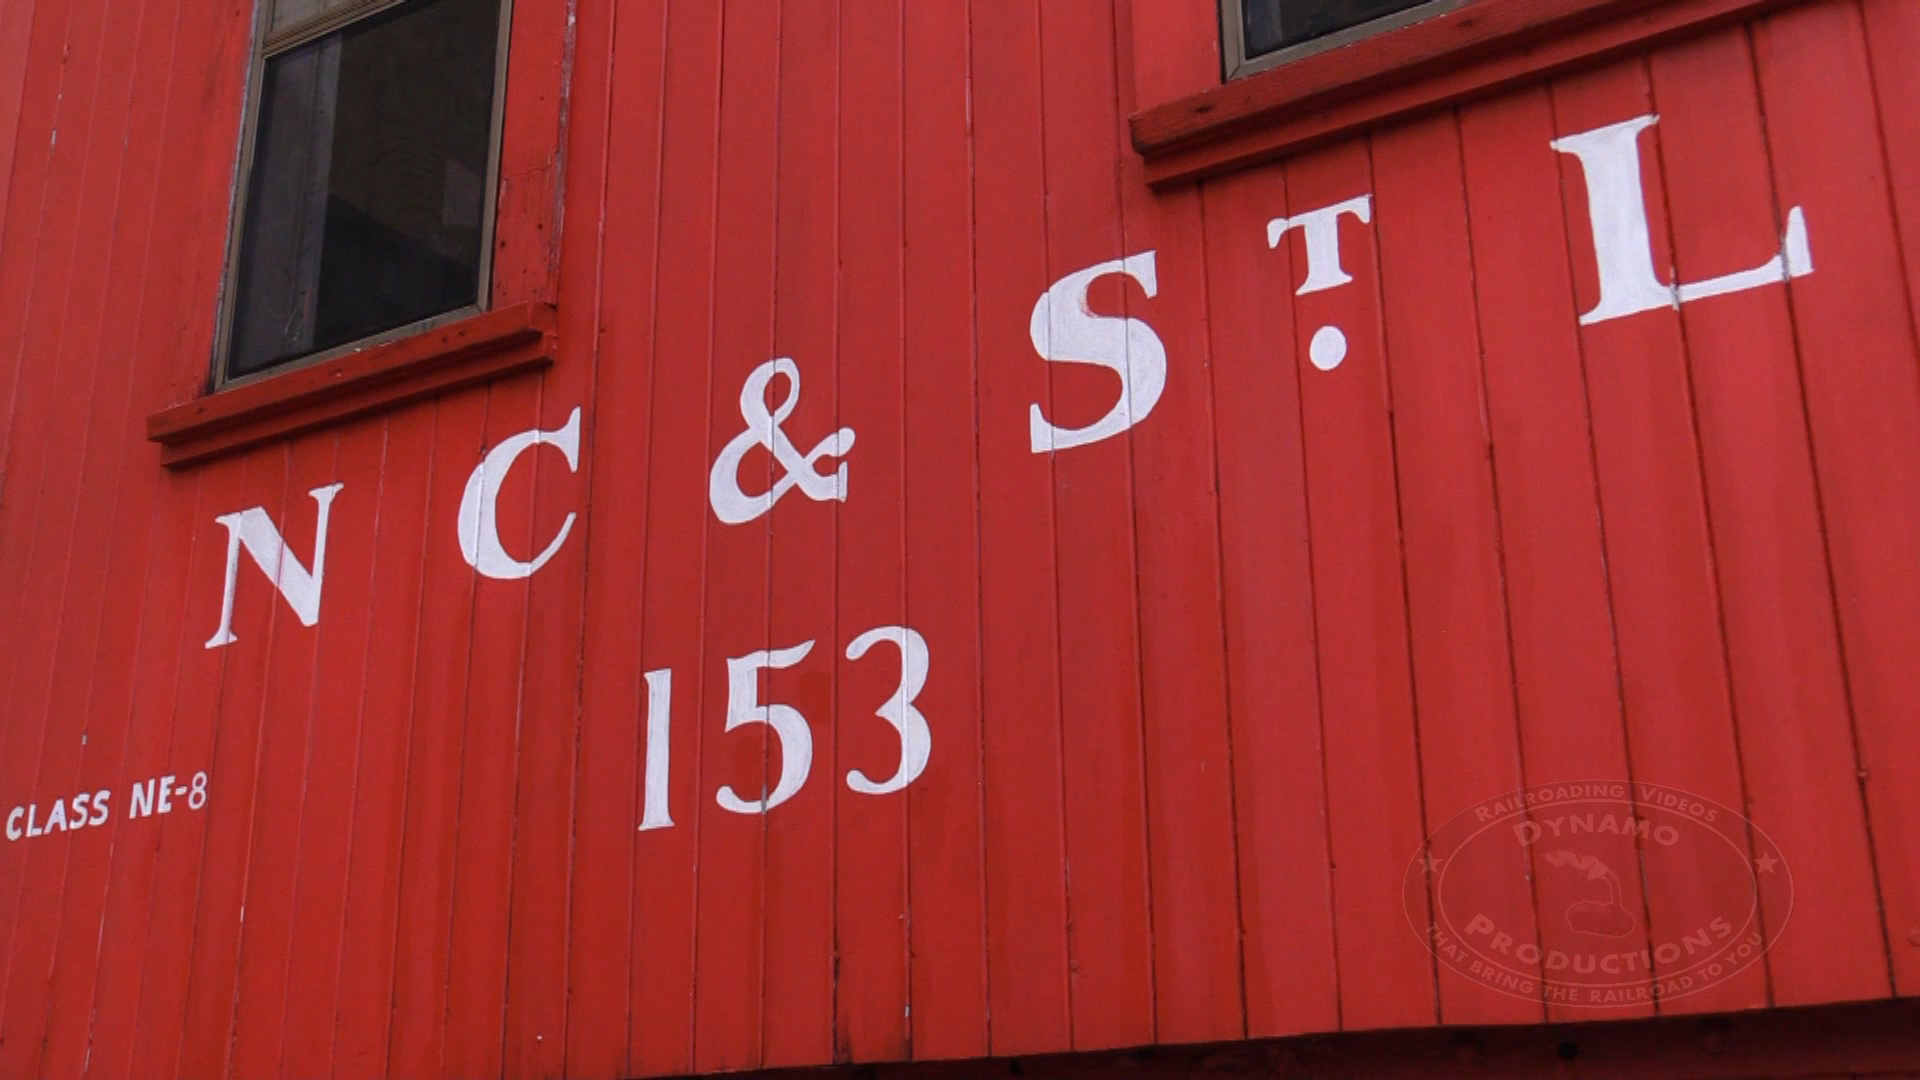 N C & S T. L
153
CLASS NE-8
RAILROADING VIDEOS
DYNAMO
PRODUCTIONS
THAT BRING THE RAILROAD TO YOU